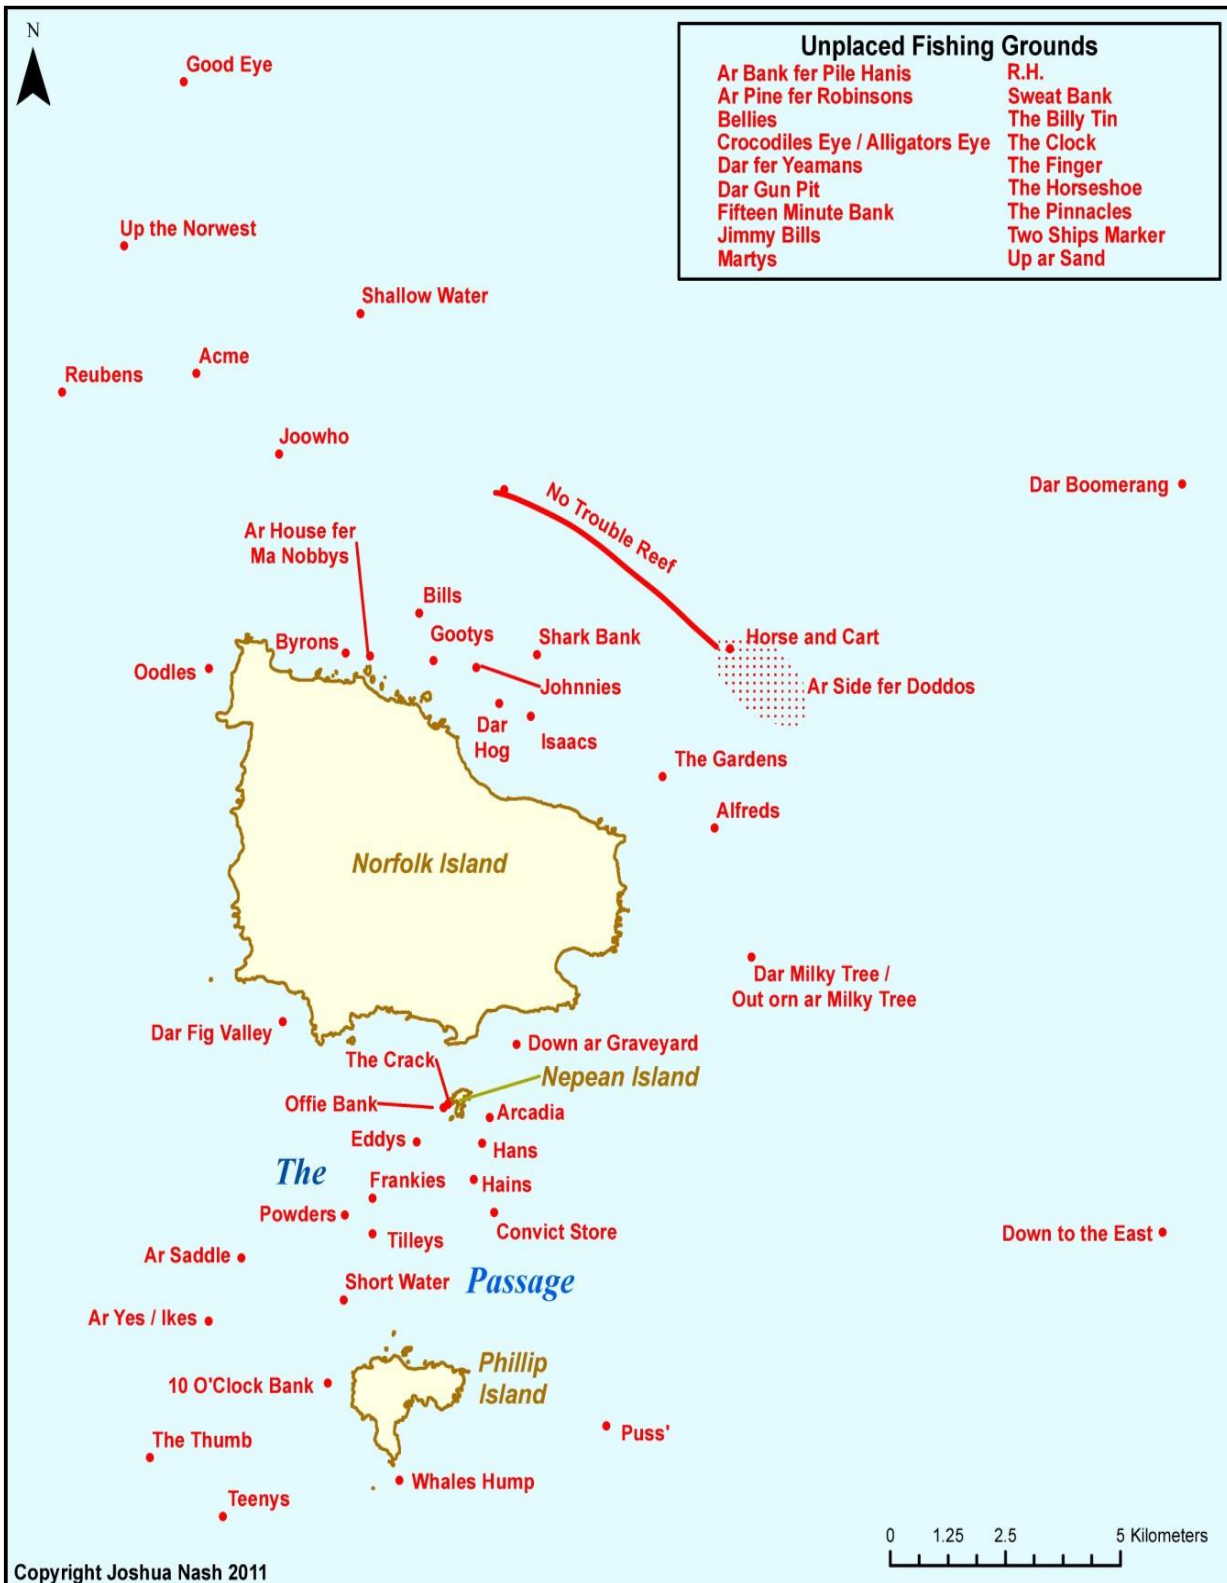 N
Good Eye
Unplaced Fishing Grounds
Ar Bank fer Pile Hanis
Ar Pine fer Robinsons
Bellies
Crocodiles Eye / Alligators Eye
Dar fer Yeamans
Dar Gun Pit
Fifteen Minute Bank
Jimmy Bills
Martys
R.H.
Sweat Bank
The Billy Tin
The Clock
The Finger
The Horseshoe
The Pinnacles
Two Ships Marker
Up ar Sand
Up the Norwest
Shallow Water
Acme
Reubens
Joowho
Dar Boomerang
No Trouble Reef
Ar House fer
Ma Nobbys
Bills
Gootys
Byrons
Shark Bank
Horse and Cart
Oodles
Johnnies
Ar Side fer Doddos
Dar
Hog
Isaacs
The Gardens
Alfreds
Norfolk Island
Dar Milky Tree /
Out orn ar Milky Tree
Dar Fig Valley
Down ar Graveyard
The Crack
Nepean Island
Offie Bank
Arcadia
Eddys
Hans
The
Frankies
Hains
Powders
Convict Store
Tilleys
Down to the East
Ar Saddle
Short Water
Passage
Ar Yes / Ikes
Phillip
Island
10 O'Clock Bank
Puss'
The Thumb
Whales Hump
Teenys
0 1.25 2.5 5 Kilometers
Copyright Joshua Nash 2011